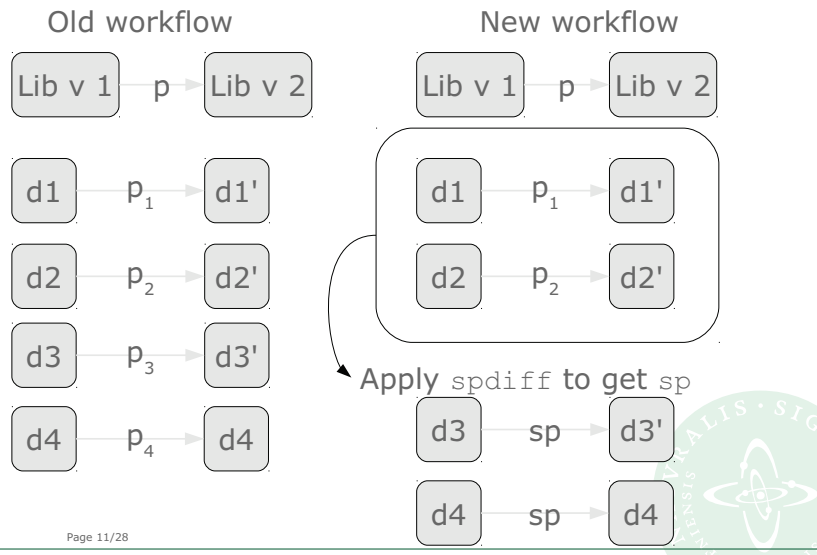 Old workflow
Lib v 1 p Lib v 2
d1 p1 d1'
d2 p2 d2'
d3 p3 d3'
d4 p4 d4
New workflow
Lib v 1 p Lib v 2
d1 p1 d1'
d2 p2 d2'
Apply spdiff to get sp
d3 sp d3'
d4 sp d4
Page 11/28